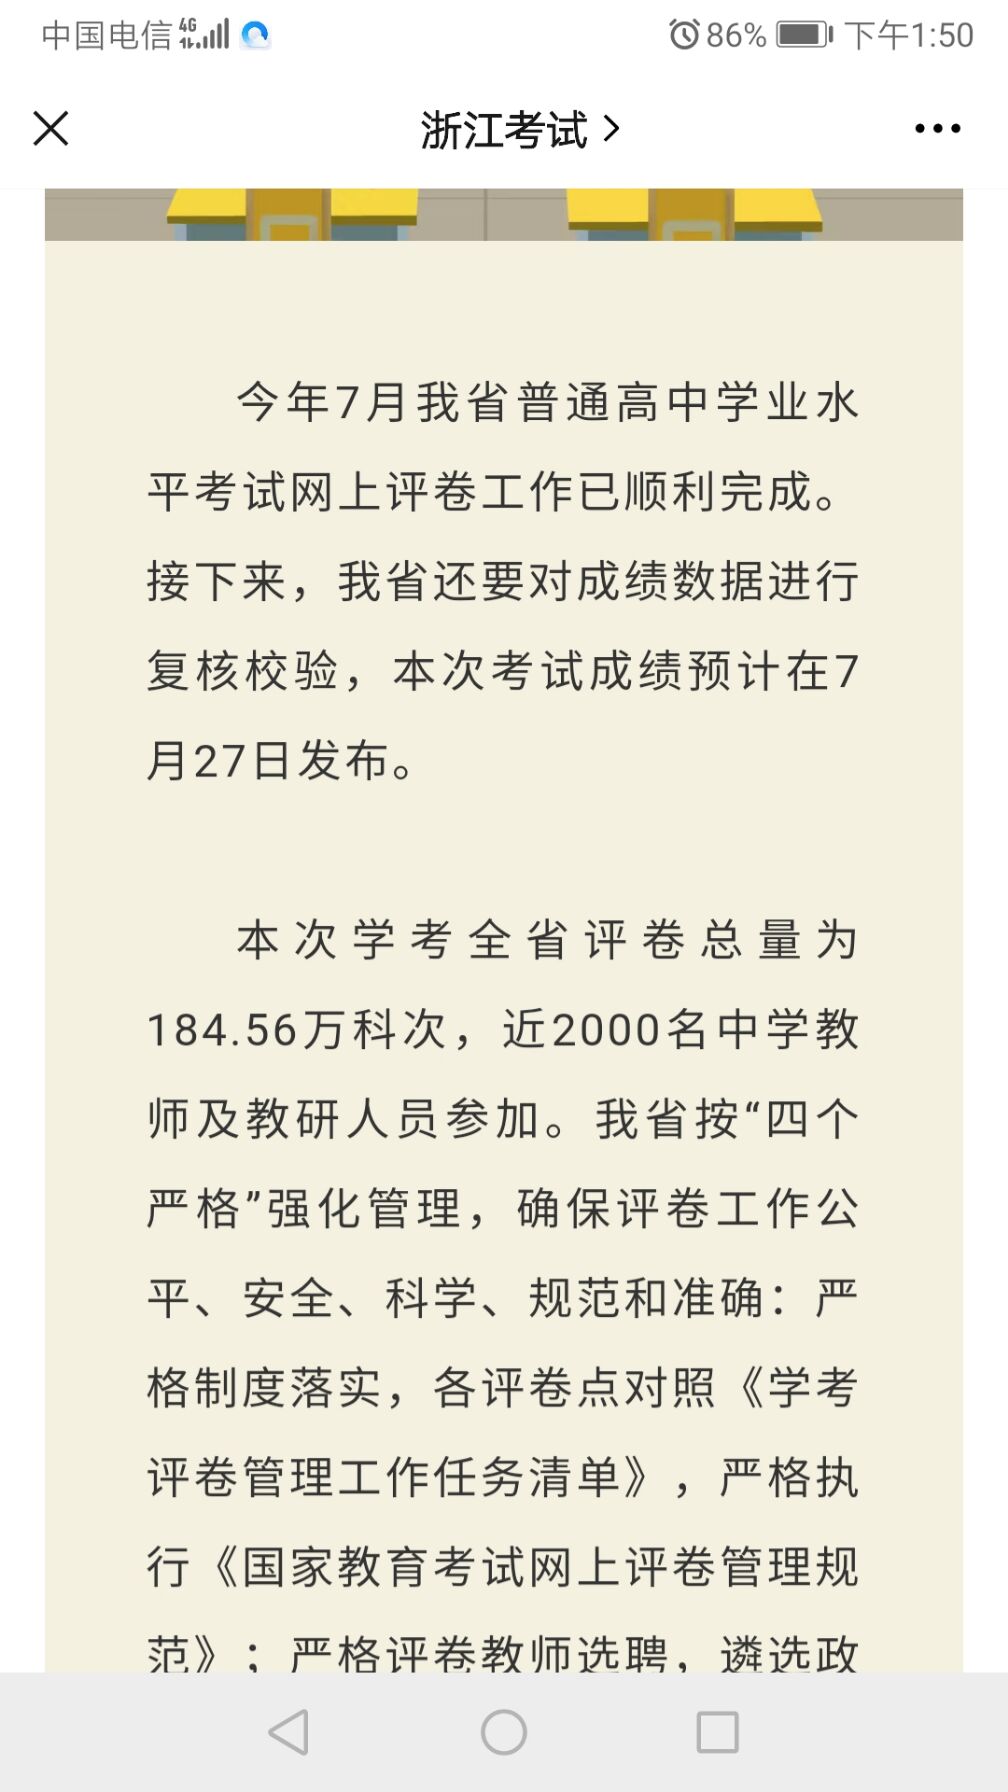 中国电信 4G 86% 下午1:50
浙江考试
今年7月我省普通高中学业水
平考试网上评卷工作已顺利完成。
接下来，我省还要对成绩数据进行
复核校验，本次考试成绩预计在7
月27日发布。
本次学考全省评卷总量为
184.56万科次，近2000名中学教
师及教研人员参加。我省按“四个
严格”强化管理，确保评卷工作公
平、安全、科学、规范和准确：严
格制度落实，各评卷点对照《学考
评卷管理工作任务清单》，严格执
行《国家教育考试网上评卷管理规
范》；严格评卷教师选聘，遴选政